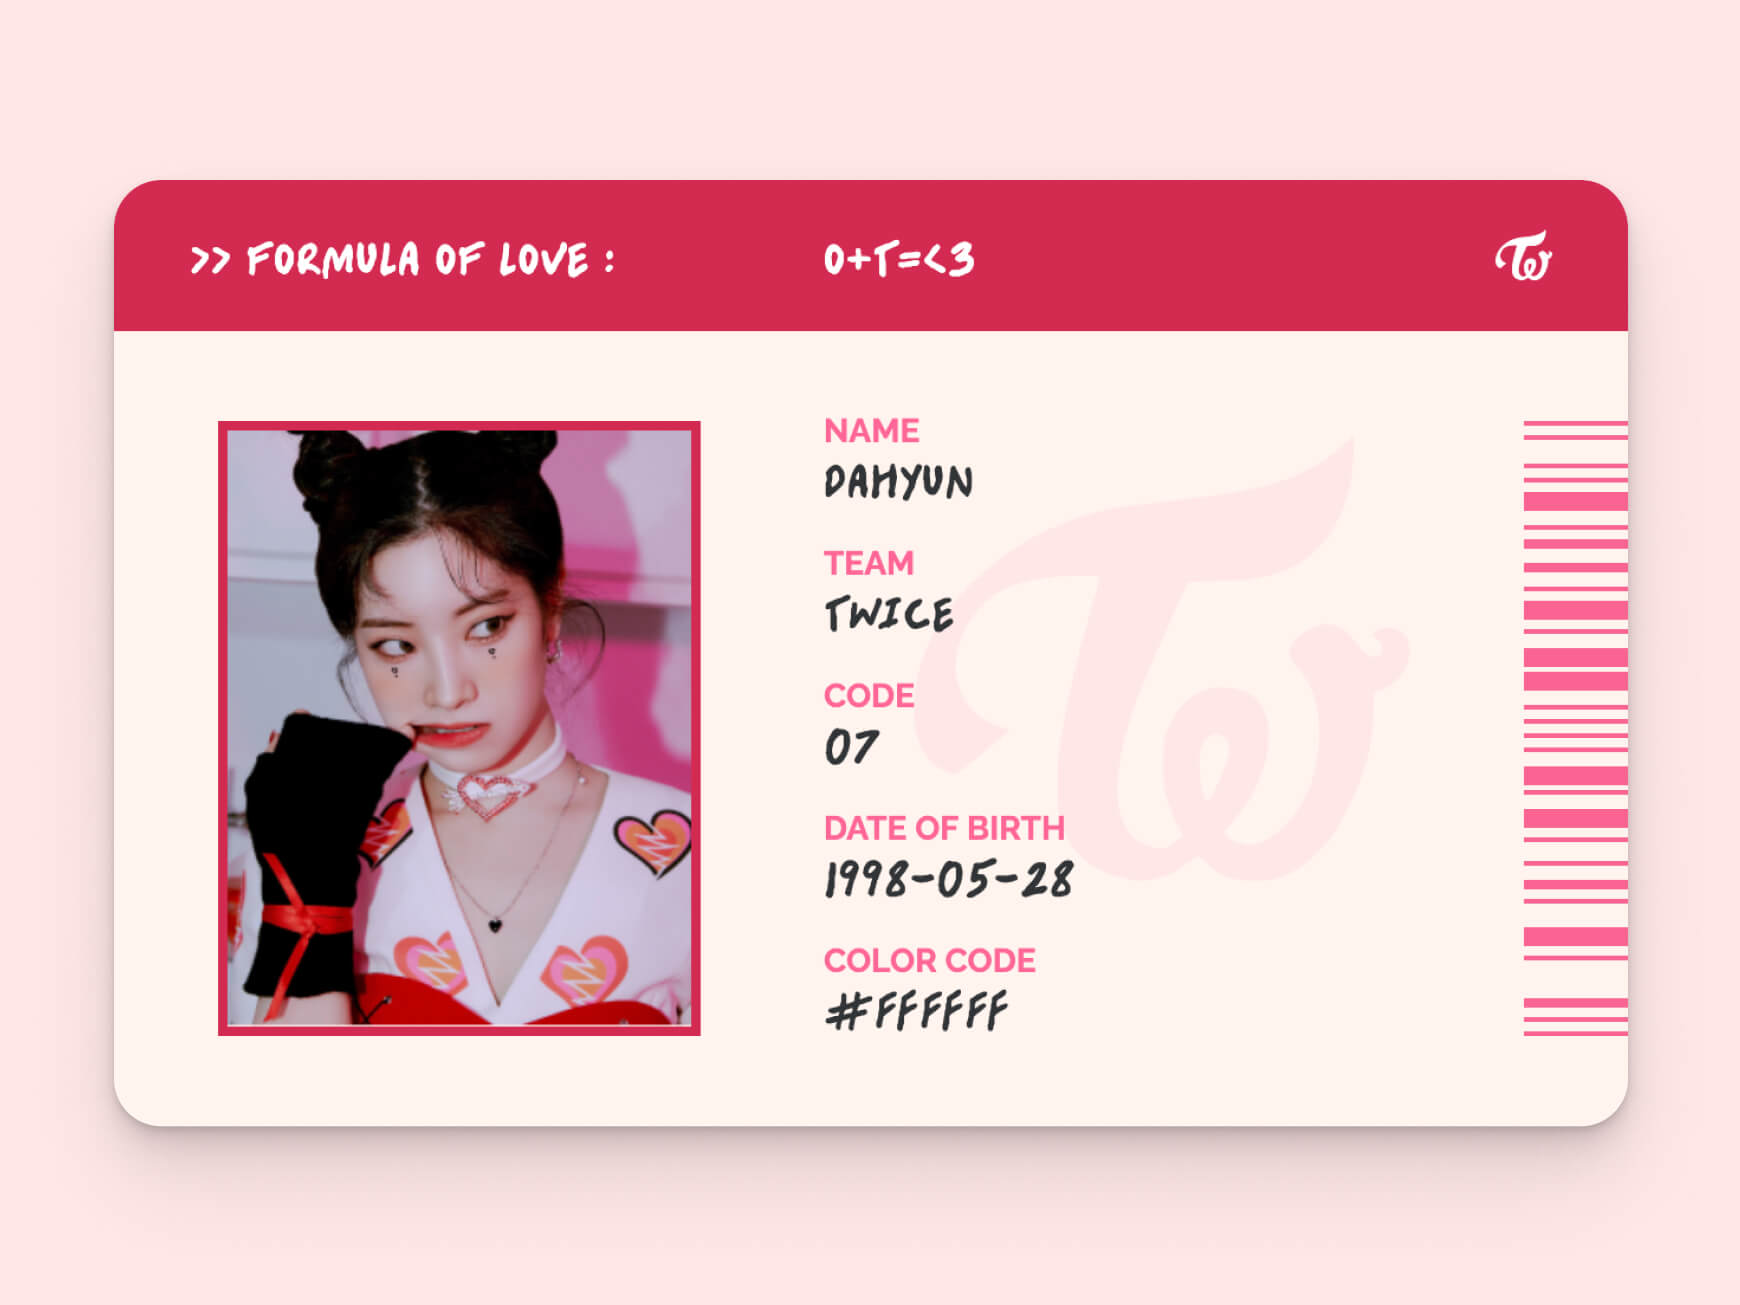 >> FORMULA OF LOVE : O+T=<3
TW
NAME
DAHYUN
TEAM
TWICE
CODE
07
DATE OF BIRTH
1998-05-28
COLOR CODE
#FFFFFF